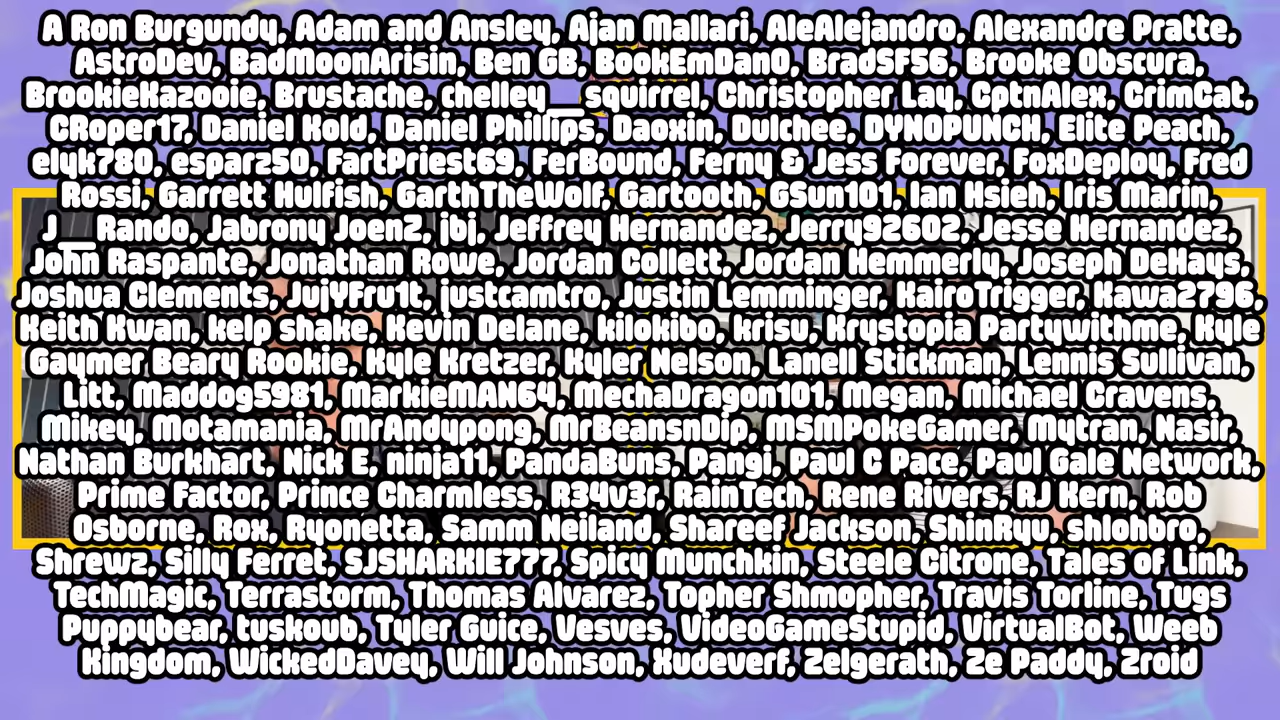 A Ron Burgundy, Adam and Ansley, Ajan Mallari, AleAlejandro, Alexandre Pratte,
AstroDev, BadMoonArisin, Ben GB, BookEmDanO, BradSF56, Brooke Obscura,
BrookieKazooie, Brustache, chelley__squirrel, Christopher Lay, CptnAlex, CrimCat,
CRoper17, Daniel Kold, Daniel Phillips, Daoxin, Dulchee, DYNOPUNCH, Elite Peach,
elyk780, esparz50, FartPriest69, FerBound, Ferny & Jess Forever, FoxDeploy, Fred
Rossi, Garrett Hulfish, GarthTheWolf, Gartooth, GSun101, Ian Hsieh, Iris Marin,
J__Rando, Jabrony JoenZ, jbj, Jeffrey Hernandez, Jerry92602, Jesse Hernandez,
John Raspante, Jonathan Rowe, Jordan Collett, Jordan Hemmerly, Joseph DeHays,
Joshua Clements, JujYFru1t, justcamtro, Justin Lemminger, KairoTrigger, Kawa2796,
Keith Kwan, kelp shake, Kevin Delane, kilokibo, krisu, Krystopia Partywithme, Kyle
Gaymer Beary Rookie, Kyle Kretzer, Kyler Nelson, Lanell Stickman, Lennis Sullivan,
Litt, Maddog5981, MarkieMAN64, MechaDragon101, Megan, Michael Cravens,
Mikey, Motamania, MrAndypong, MrBeansnDip, MSMPokeGamer, Mytran, Nasir,
Nathan Burkhart, Nick E, ninja11, PandaBuns, Pangi, Paul C Pace, Paul Gale Network,
Prime Factor, Prince Charmless, R34v3r, RainTech, Rene Rivers, RJ Kern, Rob
Osborne, Rox, Ryonetta, Samm Neiland, Shareef Jackson, ShinRyu, shlohbro,
Shrewz, Silly Ferret, SJSHARKIE777, Spicy Munchkin, Steele Citrone, Tales of Link,
TechMagic, Terrastorm, Thomas Alvarez, Topher Shmopher, Travis Torline, Tugs
Puppybear, tuskoub, Tyler Guice, Vesves, VideoGameStupid, VirtualBot, Weeb
Kingdom, WickedDavey, Will Johnson, Xudeverf, Zelgerath, Ze Paddy, Zroid